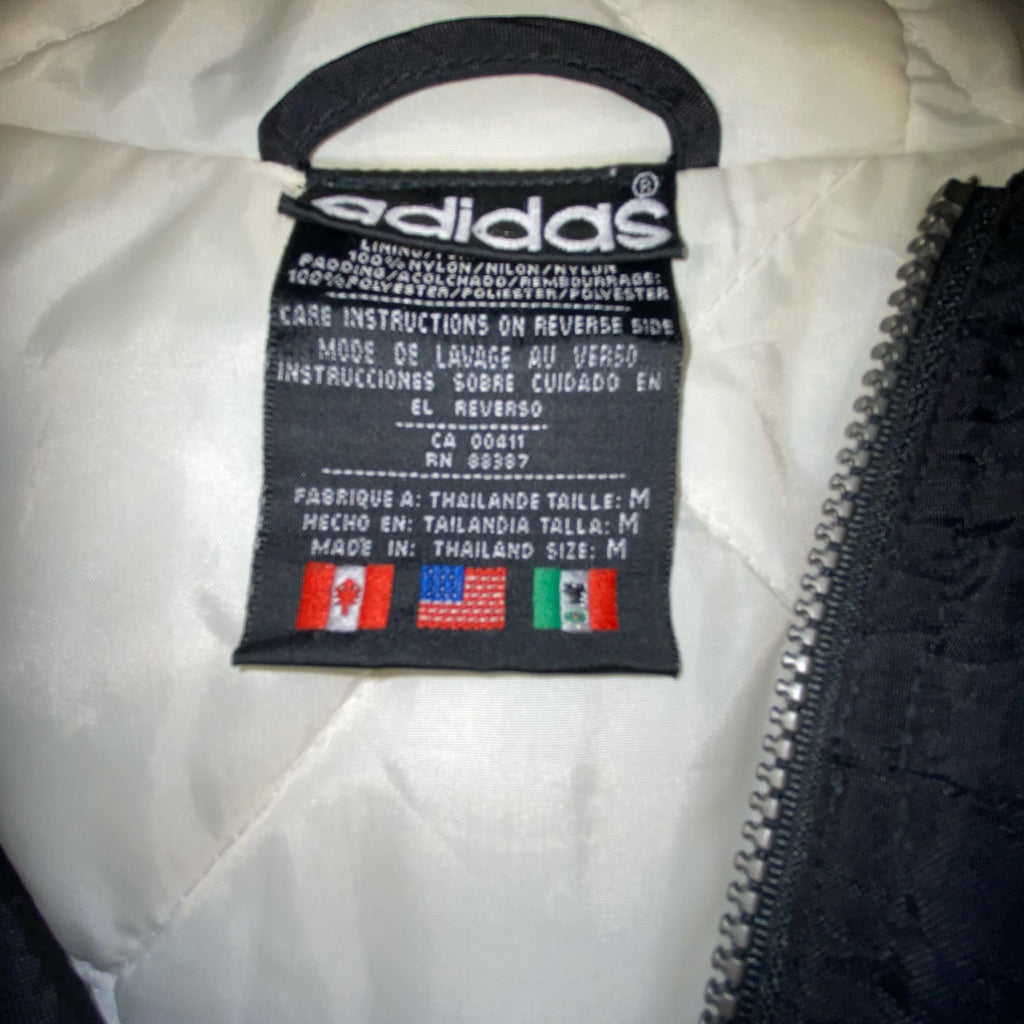 adidas®
100% NYLON/NILON/NYLON
PADDING/ACOLCHADO/REMBOURRAGE:
100% POLYESTER/POLIESTER/POLYESTER
CARE INSTRUCTIONS ON REVERSE SIDE
MODE DE LAVAGE AU VERSO
INSTRUCCIONES SOBRE CUIDADO EN
EL REVERSO
CA 00411
RN 88387
FABRIQUE A: THAILANDE TAILLE: M
HECHO EN: TAILANDIA TALLA: M
MADE IN: THAILAND SIZE: M